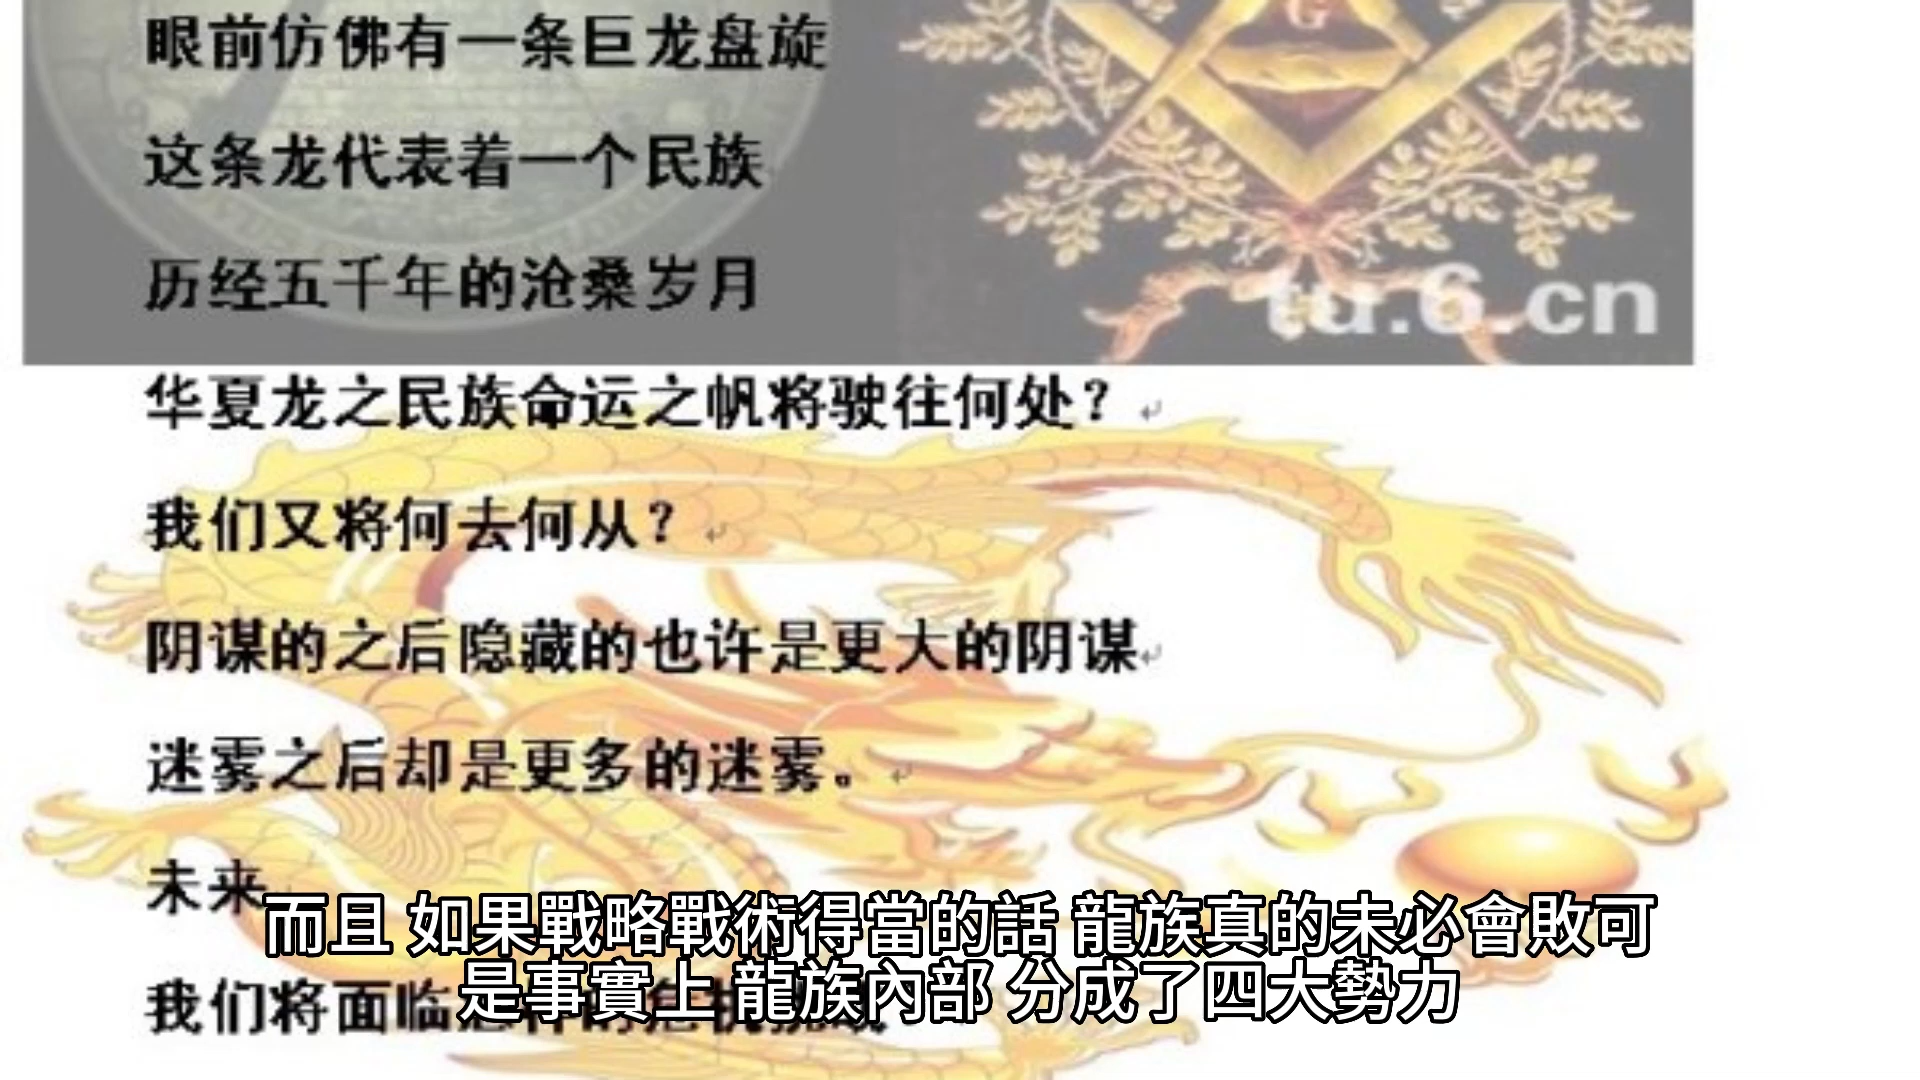 G
眼前仿佛有一条巨龙盘旋
这条龙代表着一个民族
历经五千年的沧桑岁月
tu.6.cn
华夏龙之民族命运之帆将驶往何处？
我们又将何去何从？
阴谋的之后隐藏的也许是更大的阴谋
迷雾之后却是更多的迷雾。
未来
我们将面临
而且 如果戰略戰術得當的話 龍族真的未必會敗可
是事實上 龍族內部 分成了四大勢力